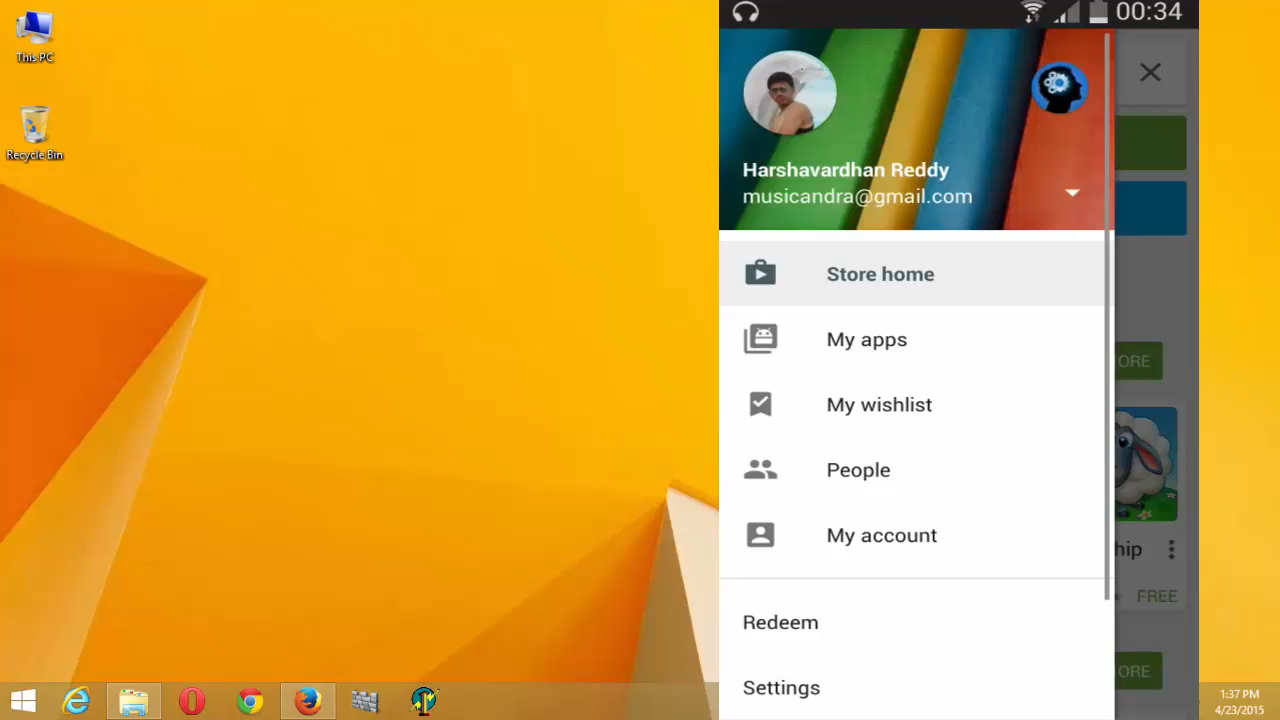 This PC
Recycle Bin
00:34
Harshavardhan Reddy
musicandra@gmail.com
Store home
My apps
My wishlist
People
My account
Redeem
Settings
ORE
hip
FREE
ORE
1:37 PM
4/23/2015